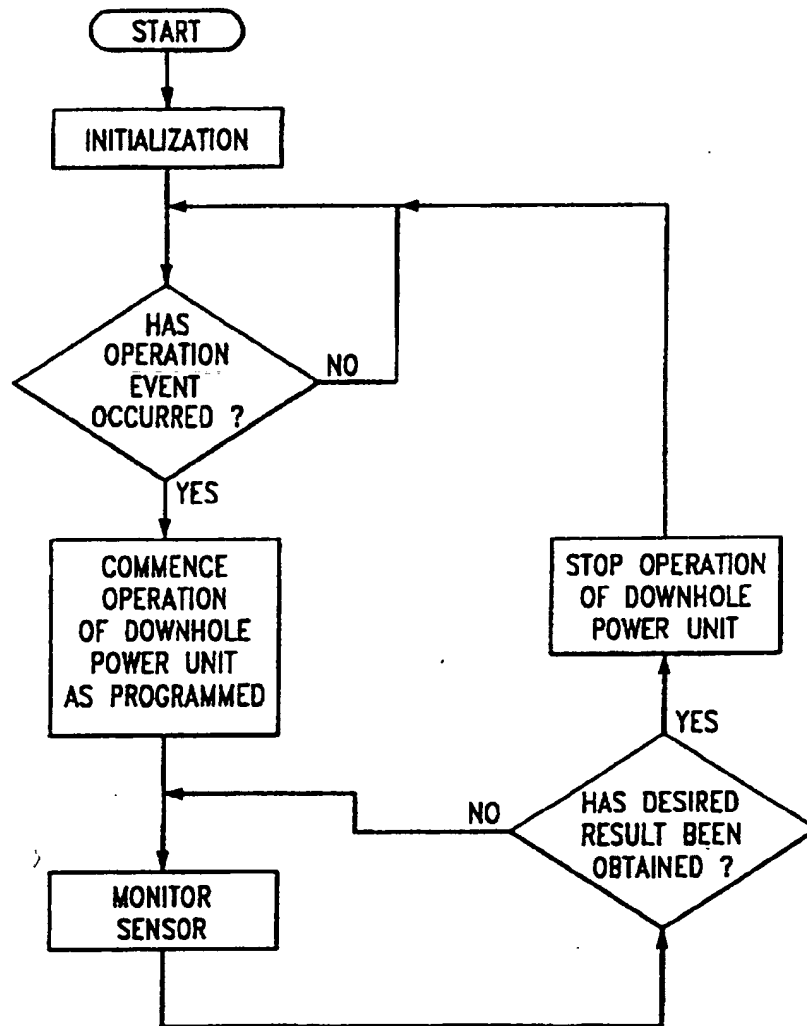 START
INITIALIZATION
HAS
OPERATION
EVENT
OCCURRED ?
NO
YES
COMMENCE
OPERATION
OF DOWNHOLE
POWER UNIT
AS PROGRAMMED
MONITOR
SENSOR
HAS DESIRED
RESULT BEEN
OBTAINED ?
NO
YES
STOP OPERATION
OF DOWNHOLE
POWER UNIT